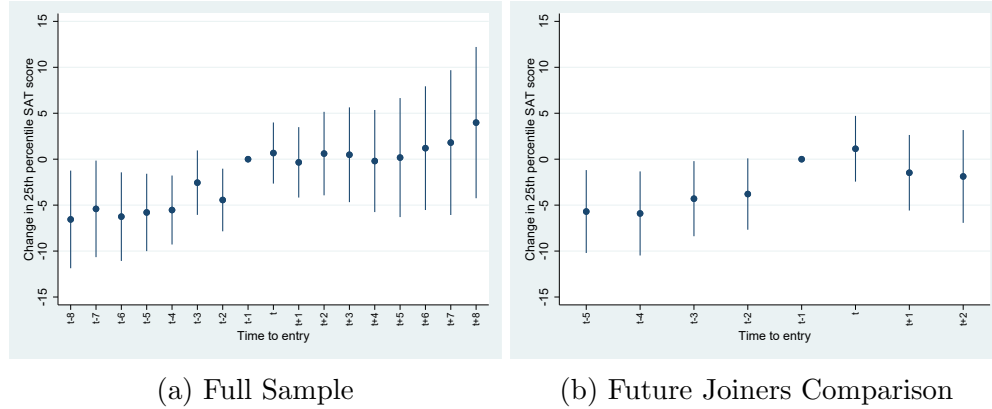 Change in 25th percentile SAT score
15
10
5
0
-5
-10
-15
t-8 t-7 t-6 t-5 t-4 t-3 t-2 t-1 t t+1 t+2 t+3 t+4 t+5 t+6 t+7 t+8
Time to entry
(a) Full Sample
Change in 25th percentile SAT score
15
10
5
0
-5
-10
-15
t-5 t-4 t-3 t-2 t-1 t t+1 t+2
Time to entry
(b) Future Joiners Comparison